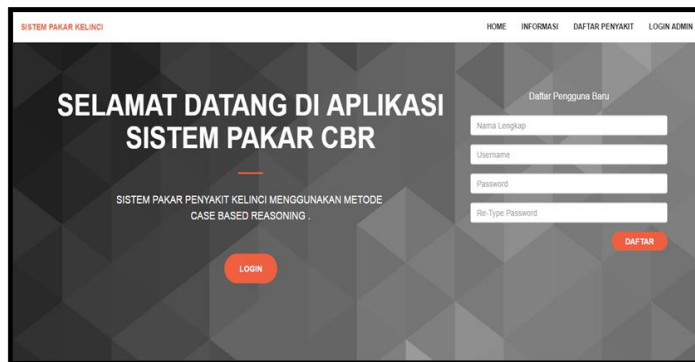 SISTEM PAKAR KELINCI
HOME INFORMASI DAFTAR PENYAKIT LOGIN ADMIN
SELAMAT DATANG DI APLIKASI
SISTEM PAKAR CBR
SISTEM PAKAR PENYAKIT KELINCI MENGGUNAKAN METODE
CASE BASED REASONING .
LOGIN
Daftar Pengguna Baru
Nama Lengkap
Username
Password
Re-Type Password
DAFTAR